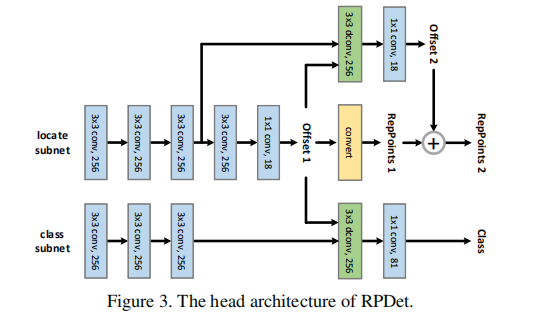 3x3 dconv, 256
1x1 conv, 18
Offset 2
locate
subnet
3x3 conv, 256
3x3 conv, 256
3x3 conv, 256
3x3 conv, 256
1x1 conv, 18
Offset 1
convert
RepPoints 1
+
RepPoints 2
class
subnet
3x3 conv, 256
3x3 conv, 256
3x3 conv, 256
3x3 dconv, 256
1x1 conv, 81
Class
Figure 3. The head architecture of RPDet.